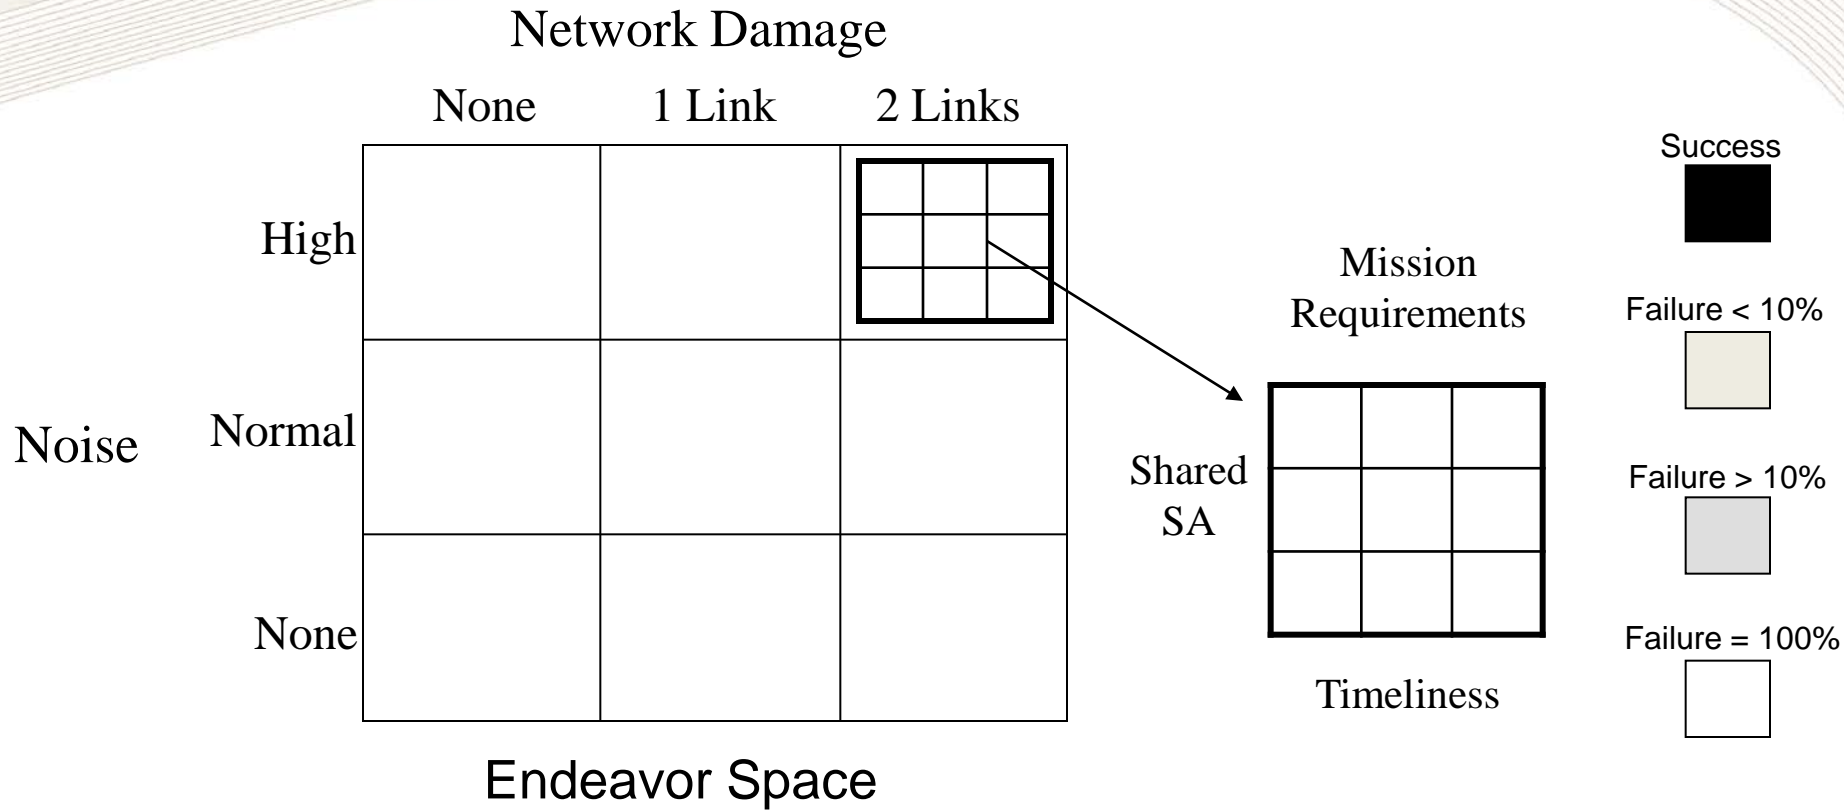 Network Damage
None
1 Link
2 Links
High
Noise
Normal
None
Endeavor Space
Mission
Requirements
Shared
SA
Timeliness
Success
Failure < 10%
Failure > 10%
Failure = 100%